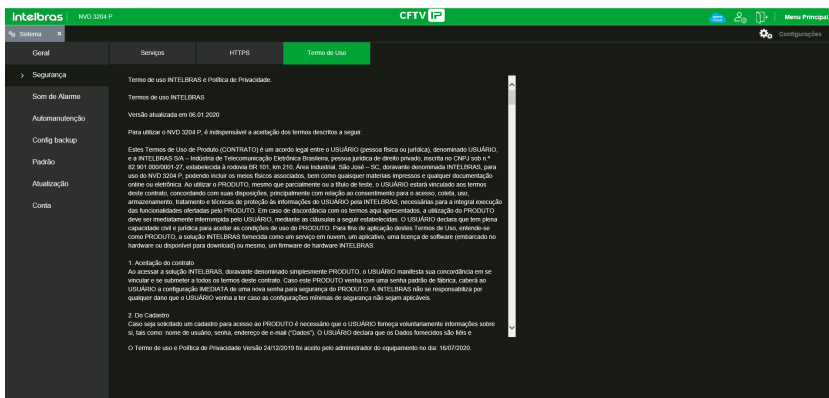 intelbras NVD 3204 P CFTV IP Menu Principal
Sistema × Configurações
Geral
Segurança
Som de Alarme
Automanutenção
Config backup
Padrão
Atualização
Conta
Serviços HTTPS Termo de Uso
Termo de uso INTELBRAS e Política de Privacidade.
Termos de uso INTELBRAS
Versão atualizada em 06.01.2020
Para utilizar o NVD 3204 P, é indispensável a aceitação dos termos descritos a seguir.
Estes Termos de Uso de Produto (CONTRATO) é um acordo legal entre o USUÁRIO (pessoa física ou jurídica), denominado USUÁRIO,
e a INTELBRAS S/A – Indústria de Telecomunicação Eletrônica Brasileira, pessoa jurídica de direito privado, inscrita no CNPJ sob n.º
82.901.000/0001-27, estabelecida à rodovia BR 101, km 210, Área Industrial, São José – SC, doravante denominada INTELBRAS, para
uso do NVD 3204 P, podendo incluir os meios físicos associados, bem como quaisquer materiais impressos e qualquer documentação
online ou eletrônica. Ao utilizar o PRODUTO, mesmo que parcialmente ou a título de teste, o USUÁRIO estará vinculado aos termos
deste contrato, concordando com suas disposições, principalmente com relação ao consentimento para o acesso, coleta, uso,
armazenamento, tratamento e técnicas de proteção às informações do USUÁRIO pela INTELBRAS, necessárias para a integral execução
das funcionalidades ofertadas pelo PRODUTO. Em caso de discordância com os termos aqui apresentados, a utilização do PRODUTO
deve ser imediatamente interrompida pelo USUÁRIO, mediante as cláusulas a seguir estabelecidas. O USUÁRIO declara que tem plena
capacidade civil e jurídica para aceitar as condições de uso do PRODUTO. Para fins de aplicação destes Termos de Uso, entende-se
como PRODUTO, a solução INTELBRAS fornecida como um serviço em nuvem, um aplicativo, uma licença de software (embarcado no
hardware ou disponível para download) ou mesmo, um firmware de hardware INTELBRAS.
1. Aceitação do contrato
Ao acessar a solução INTELBRAS, doravante denominado simplesmente PRODUTO, o USUÁRIO manifesta sua concordância em se
vincular e se submeter a todos os termos deste contrato. Caso este PRODUTO venha com uma senha padrão de fábrica, caberá ao
USUÁRIO a configuração IMEDIATA de uma nova senha para segurança do PRODUTO. A INTELBRAS não se responsabiliza por
qualquer dano que o USUÁRIO venha a ter caso as configurações mínimas de segurança não sejam aplicáveis.
2. Do Cadastro
Caso seja solicitado um cadastro para acesso ao PRODUTO é necessário que o USUÁRIO forneça voluntariamente informações sobre
si, tais como: nome de usuário, senha, endereço de e-mail ("Dados"). O USUÁRIO declara que os Dados fornecidos são fiéis e
O Termo de uso e Política de Privacidade Versão 24/12/2019 foi aceito pelo administrador do equipamento no dia: 16/07/2020.